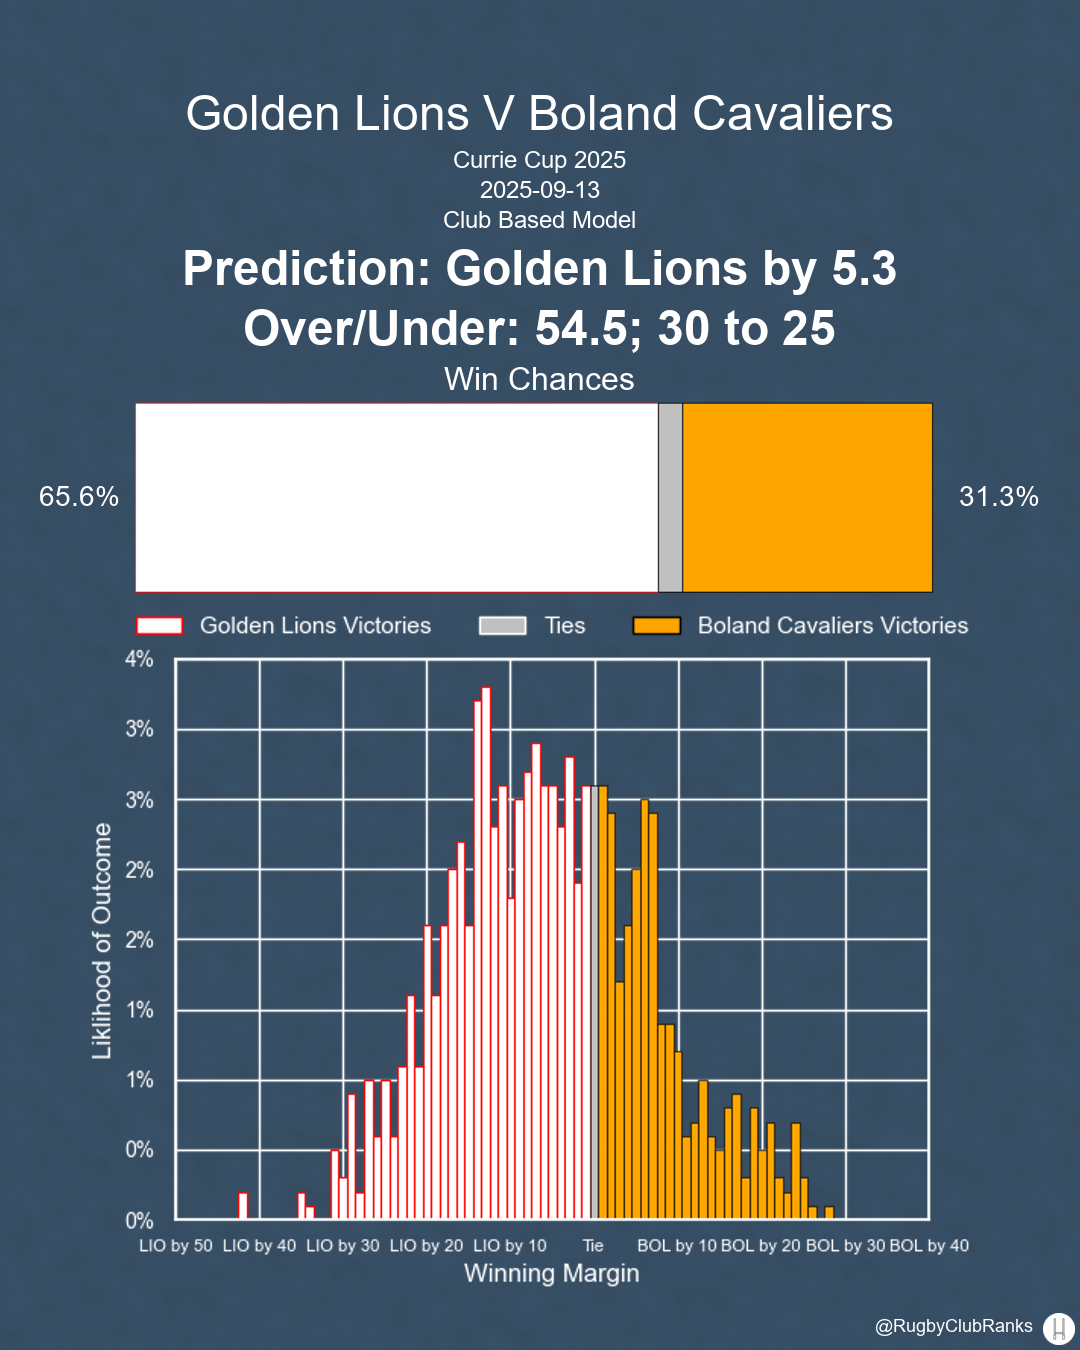 Golden Lions V Boland Cavaliers
Currie Cup 2025
2025-09-13
Club Based Model
Prediction: Golden Lions by 5.3
Over/Under: 54.5; 30 to 25
Win Chances
65.6%
31.3%
Golden Lions Victories
Ties
Boland Cavaliers Victories
4%
3%
3%
2%
2%
1%
1%
0%
0%
Liklihood of Outcome
LIO by 50 LIO by 40 LIO by 30 LIO by 20 LIO by 10 Tie BOL by 10 BOL by 20 BOL by 30 BOL by 40
Winning Margin
@RugbyClubRanks